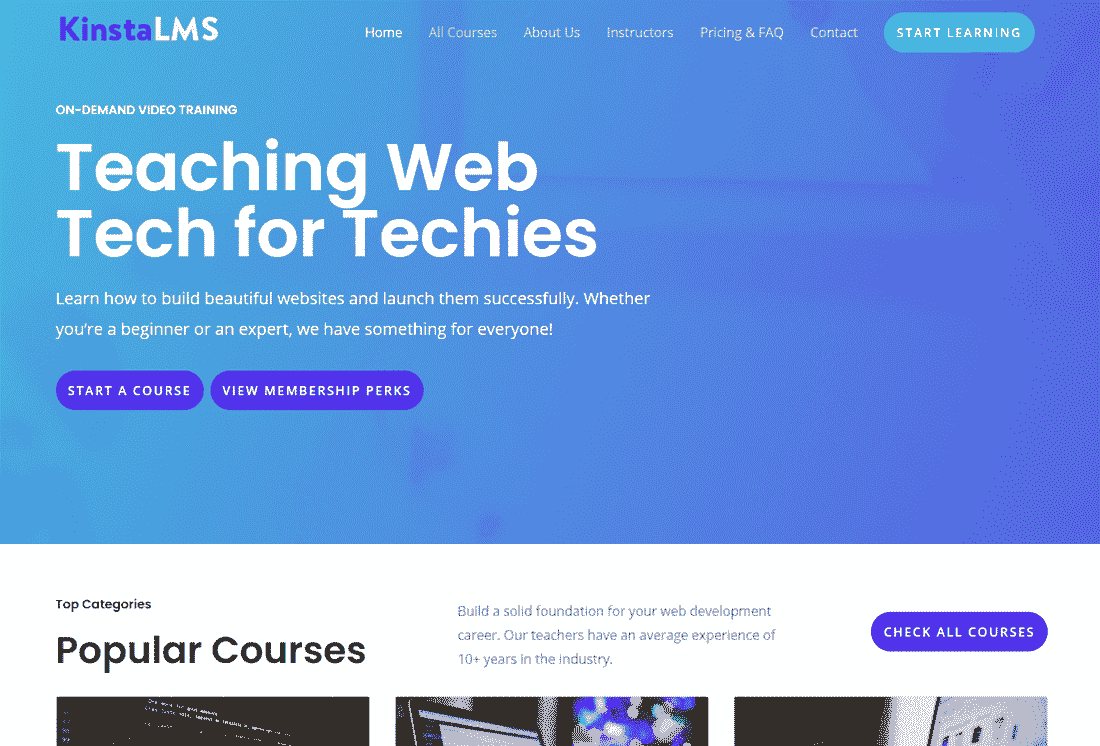 KinstaLMS
Home
All Courses
About Us
Instructors
Pricing & FAQ
Contact
START LEARNING
ON-DEMAND VIDEO TRAINING
Teaching Web
Tech for Techies
Learn how to build beautiful websites and launch them successfully. Whether
you're a beginner or an expert, we have something for everyone!
START A COURSE
VIEW MEMBERSHIP PERKS
Top Categories
Popular Courses
Build a solid foundation for your web development
career. Our teachers have an average experience of
10+ years in the industry.
CHECK ALL COURSES